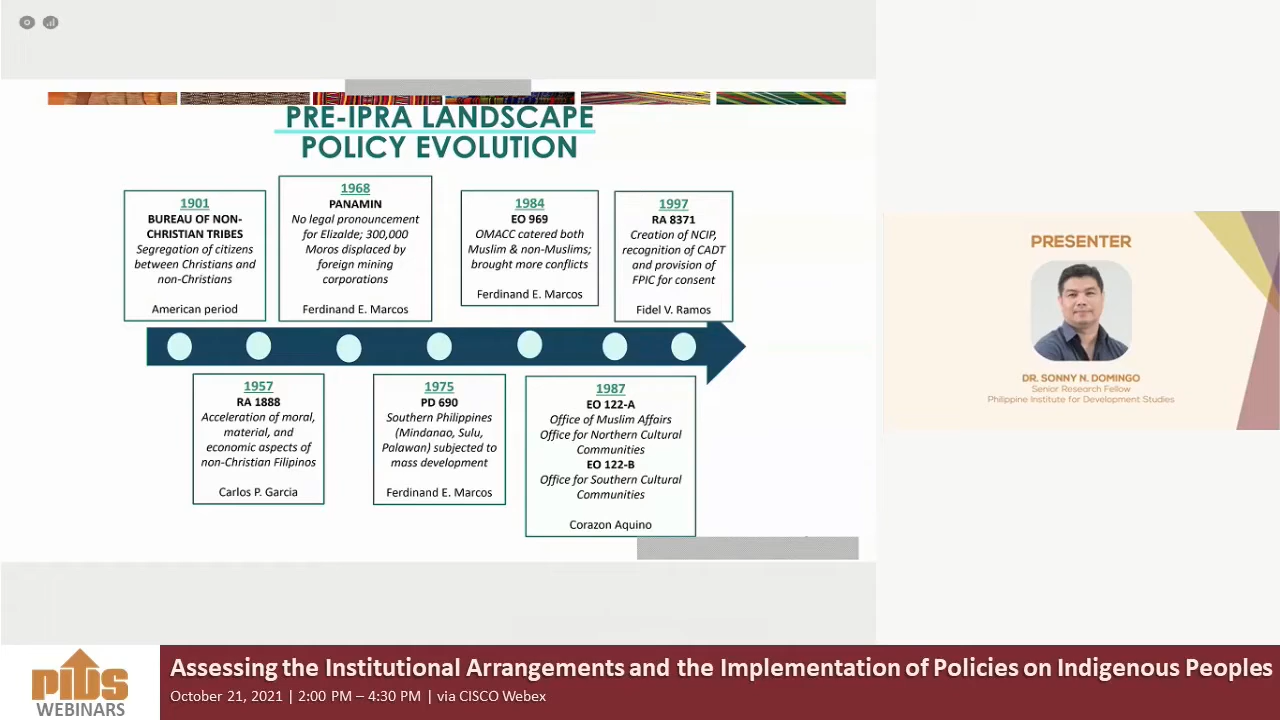 PRE-IPRA LANDSCAPE
POLICY EVOLUTION
1901
BUREAU OF NON-
CHRISTIAN TRIBES
Segregation of citizens
between Christians and
non-Christians
American period
1968
PANAMIN
No legal pronouncement
for Elizalde; 300,000
Moros displaced by
foreign mining
corporations
Ferdinand E. Marcos
1984
EO 969
OMACC catered both
Muslim & non-Muslims;
brought more conflicts
Ferdinand E. Marcos
1997
RA 8371
Creation of NCIP,
recognition of CADT
and provision of
FPIC for consent
Fidel V. Ramos
1957
RA 1888
Acceleration of moral,
material, and
economic aspects of
non-Christian Filipinos
Carlos P. Garcia
1975
PD 690
Southern Philippines
(Mindanao, Sulu,
Palawan) subjected to
mass development
Ferdinand E. Marcos
1987
EO 122-A
Office of Muslim Affairs
Office for Northern Cultural
Communities
EO 122-B
Office for Southern Cultural
Communities
Corazon Aquino
PRESENTER
DR. SONNY N. DOMINGO
Senior Research Fellow
Philippine Institute for Development Studies
pids
WEBINARS
Assessing the Institutional Arrangements and the Implementation of Policies on Indigenous Peoples
October 21, 2021 | 2:00 PM – 4:30 PM | via CISCO Webex